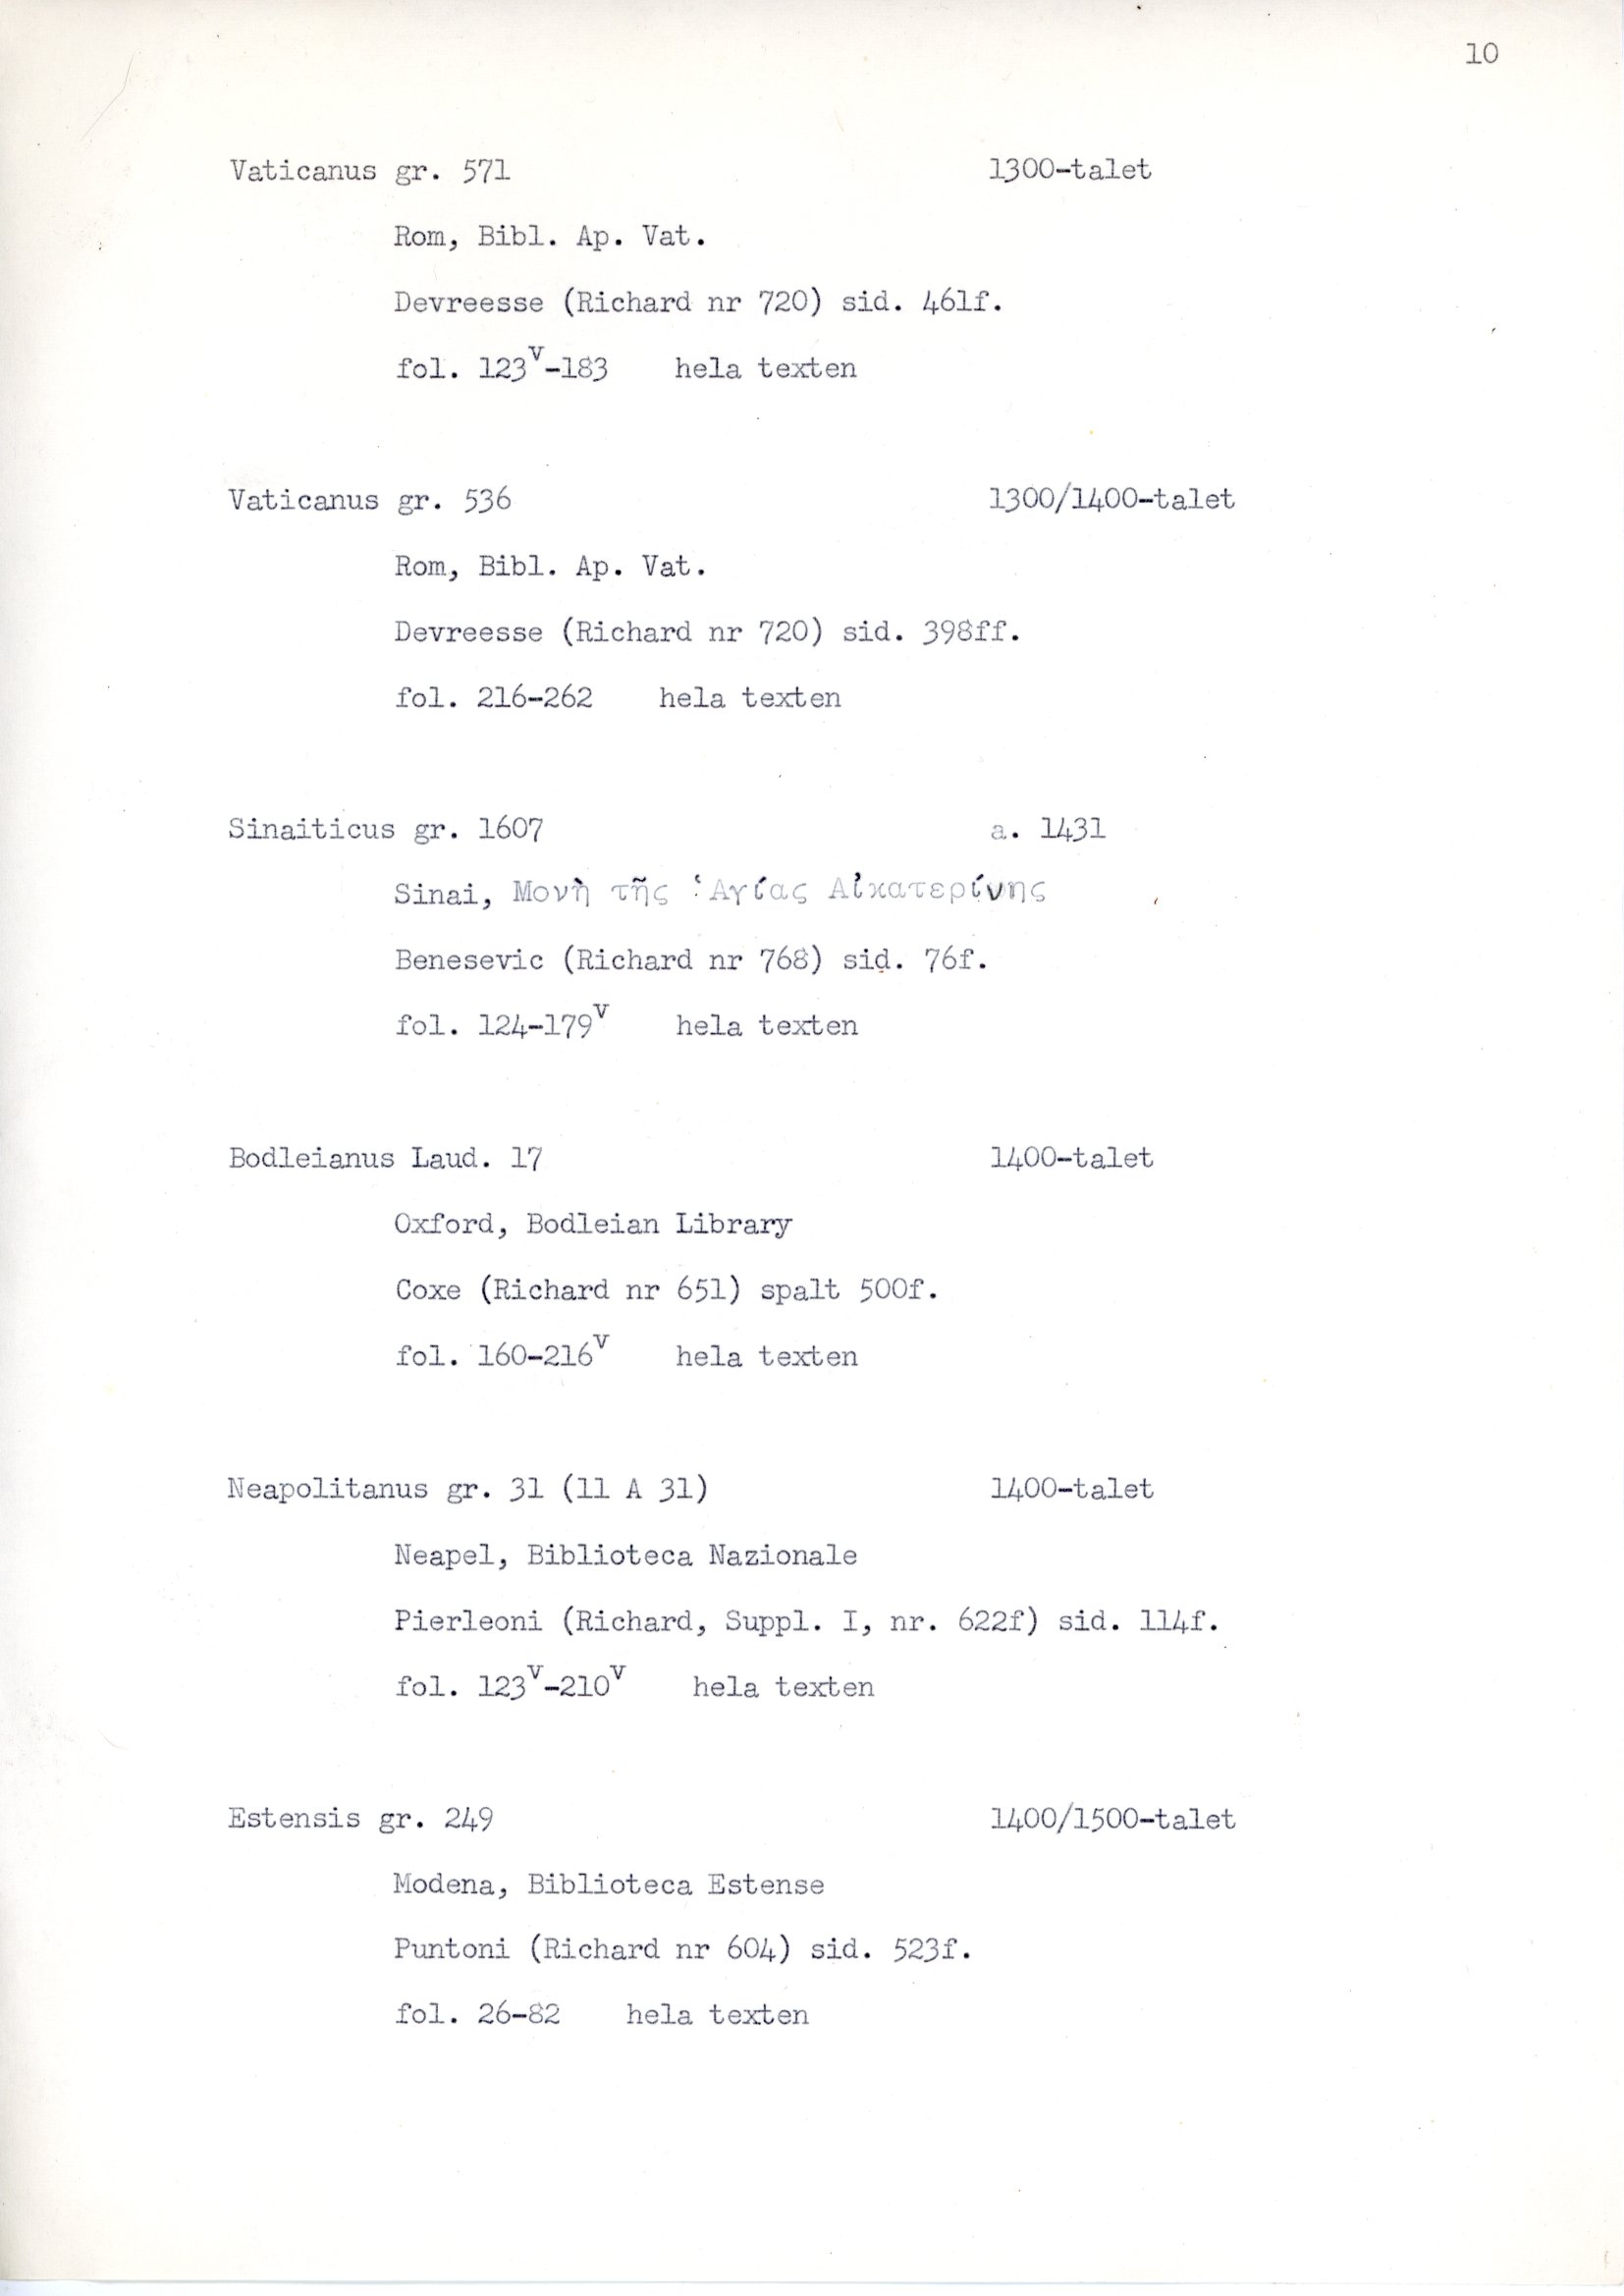 10
Vaticanus gr. 571 1300-talet
Rom, Bibl. Ap. Vat.
Devreesse (Richard nr 720) sid. 461f.
fol. 123ᵛ-183 hela texten
Vaticanus gr. 536 1300/1400-talet
Rom, Bibl. Ap. Vat.
Devreesse (Richard nr 720) sid. 398ff.
fol. 216-262 hela texten
Sinaiticus gr. 1607 a. 1431
Sinai, Μονὴ τῆς Ἁγίας Αἰκατερίνης
Benesevic (Richard nr 768) sid. 76f.
fol. 124-179ᵛ hela texten
Bodleianus Laud. 17 1400-talet
Oxford, Bodleian Library
Coxe (Richard nr 651) spalt 500f.
fol. 160-216ᵛ hela texten
Neapolitanus gr. 31 (11 A 31) 1400-talet
Neapel, Biblioteca Nazionale
Pierleoni (Richard, Suppl. I, nr. 622f) sid. 114f.
fol. 123ᵛ-210ᵛ hela texten
Estensis gr. 249 1400/1500-talet
Modena, Biblioteca Estense
Puntoni (Richard nr 604) sid. 523f.
fol. 26-82 hela texten